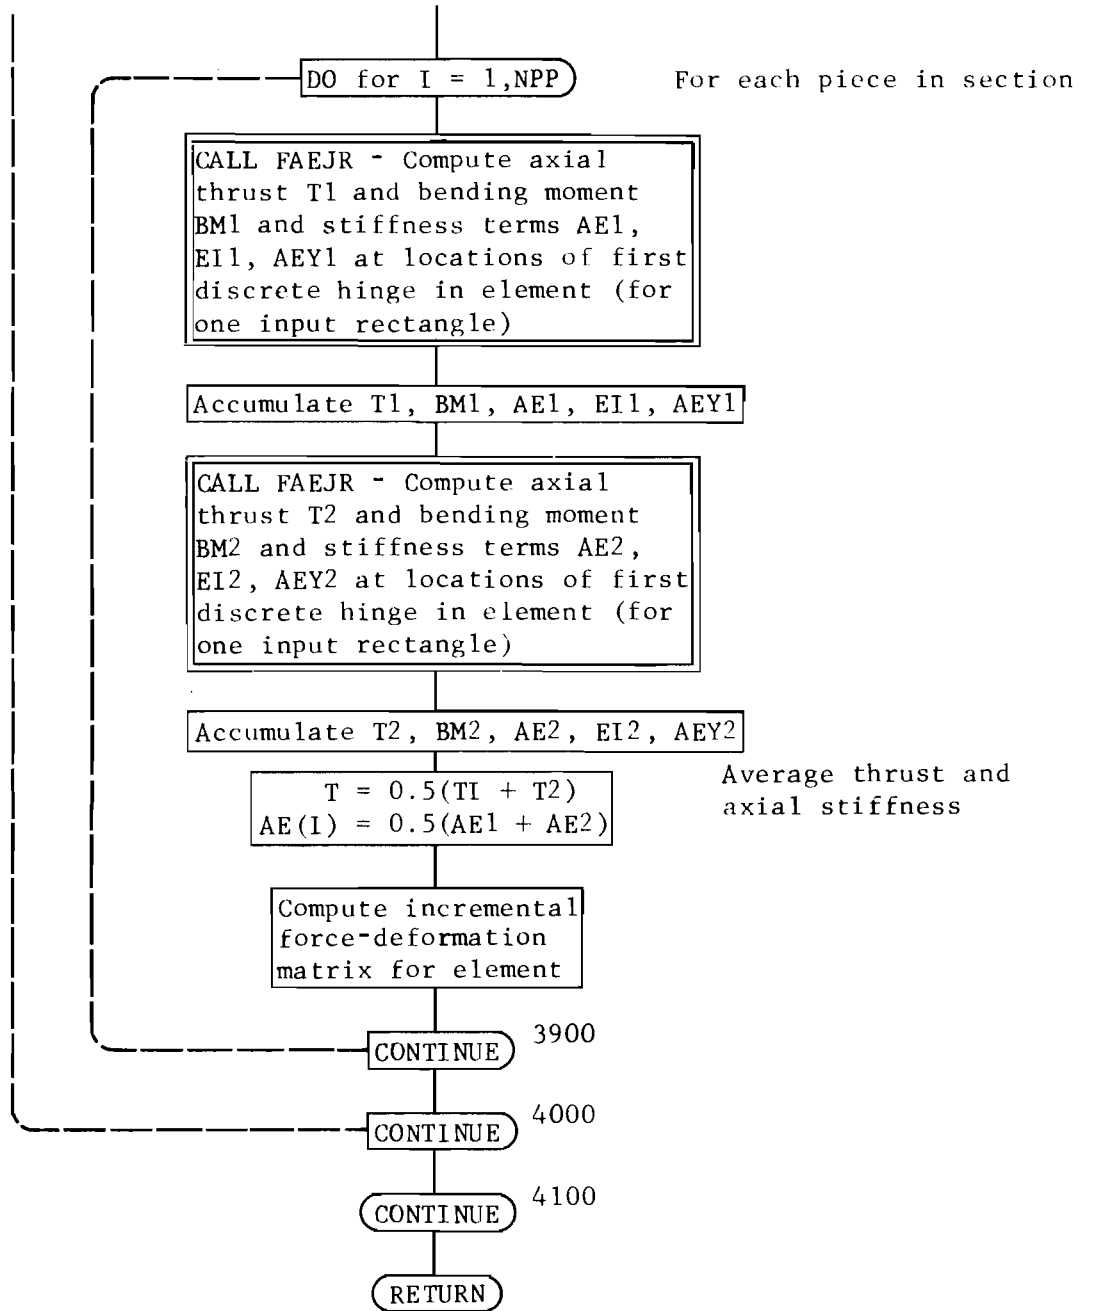 DO for I = 1,NPP
For each piece in section
CALL FAEJR - Compute axial
thrust T1 and bending moment
BM1 and stiffness terms AE1,
EI1, AEY1 at locations of first
discrete hinge in element (for
one input rectangle)
Accumulate T1, BM1, AE1, EI1, AEY1
CALL FAEJR - Compute axial
thrust T2 and bending moment
BM2 and stiffness terms AE2,
EI2, AEY2 at locations of first
discrete hinge in element (for
one input rectangle)
Accumulate T2, BM2, AE2, EI2, AEY2
T = 0.5(TI + T2)
AE(I) = 0.5(AE1 + AE2)
Average thrust and
axial stiffness
Compute incremental
force-deformation
matrix for element
CONTINUE 3900
CONTINUE 4000
CONTINUE 4100
RETURN